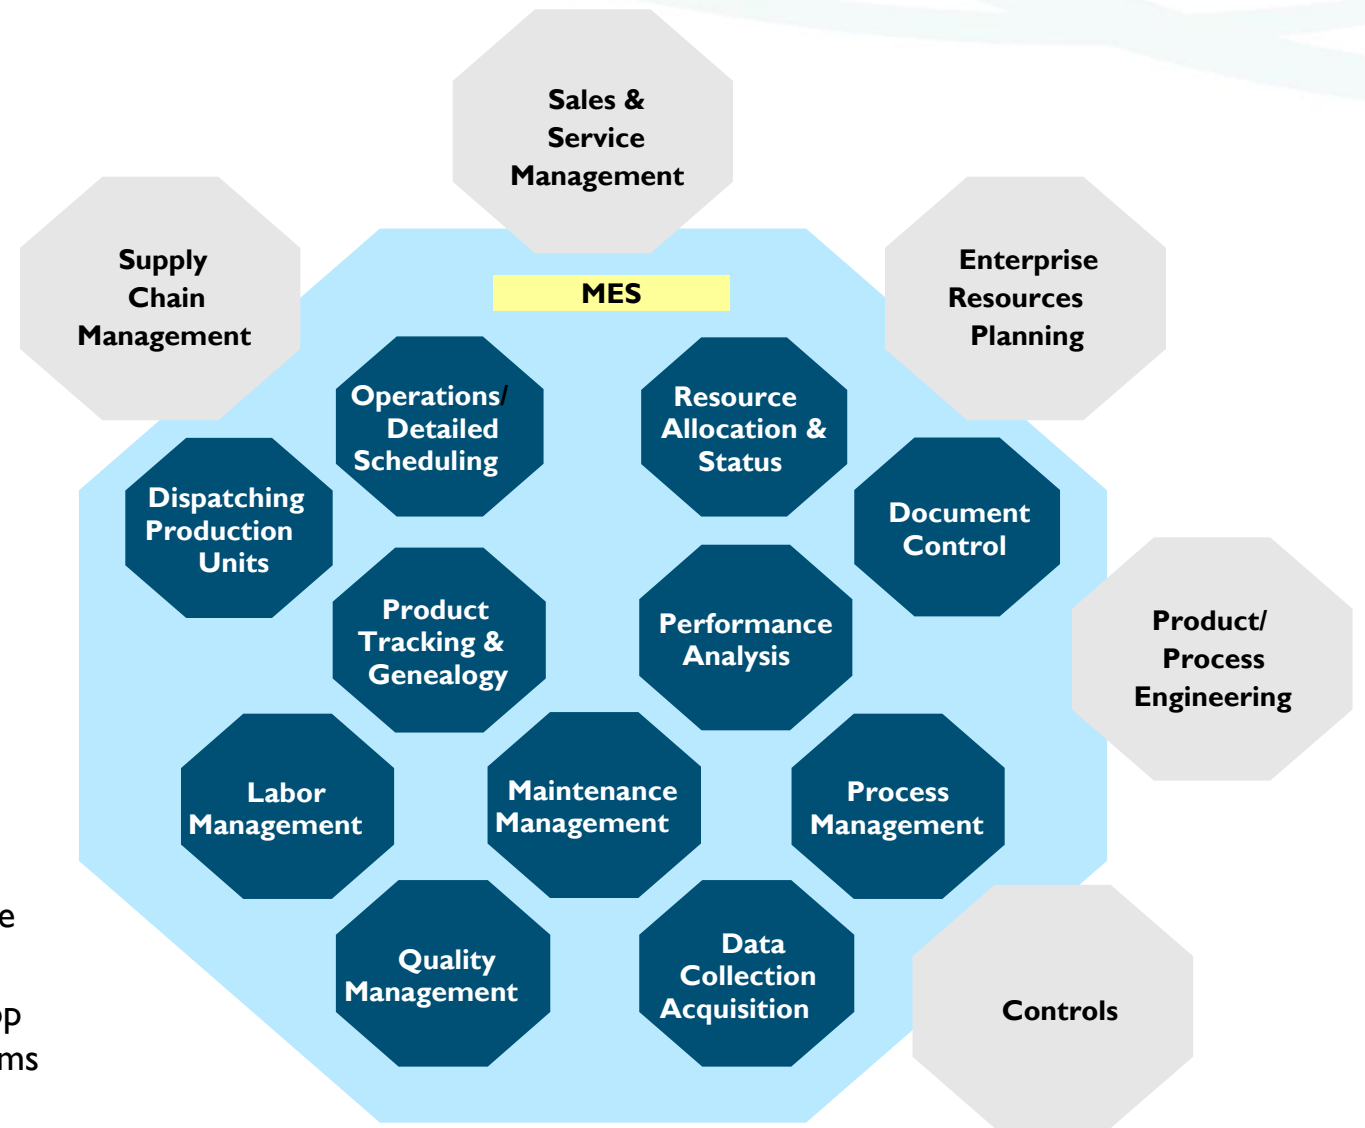 Sales &
Service
Management
Supply
Chain
Management
Enterprise
Resources
Planning
MES
Operations/
Detailed
Scheduling
Resource
Allocation &
Status
Dispatching
Production
Units
Document
Control
Product
Tracking &
Genealogy
Performance
Analysis
Product/
Process
Engineering
Labor
Management
Maintenance
Management
Process
Management
Quality
Management
Data
Collection
Acquisition
Controls